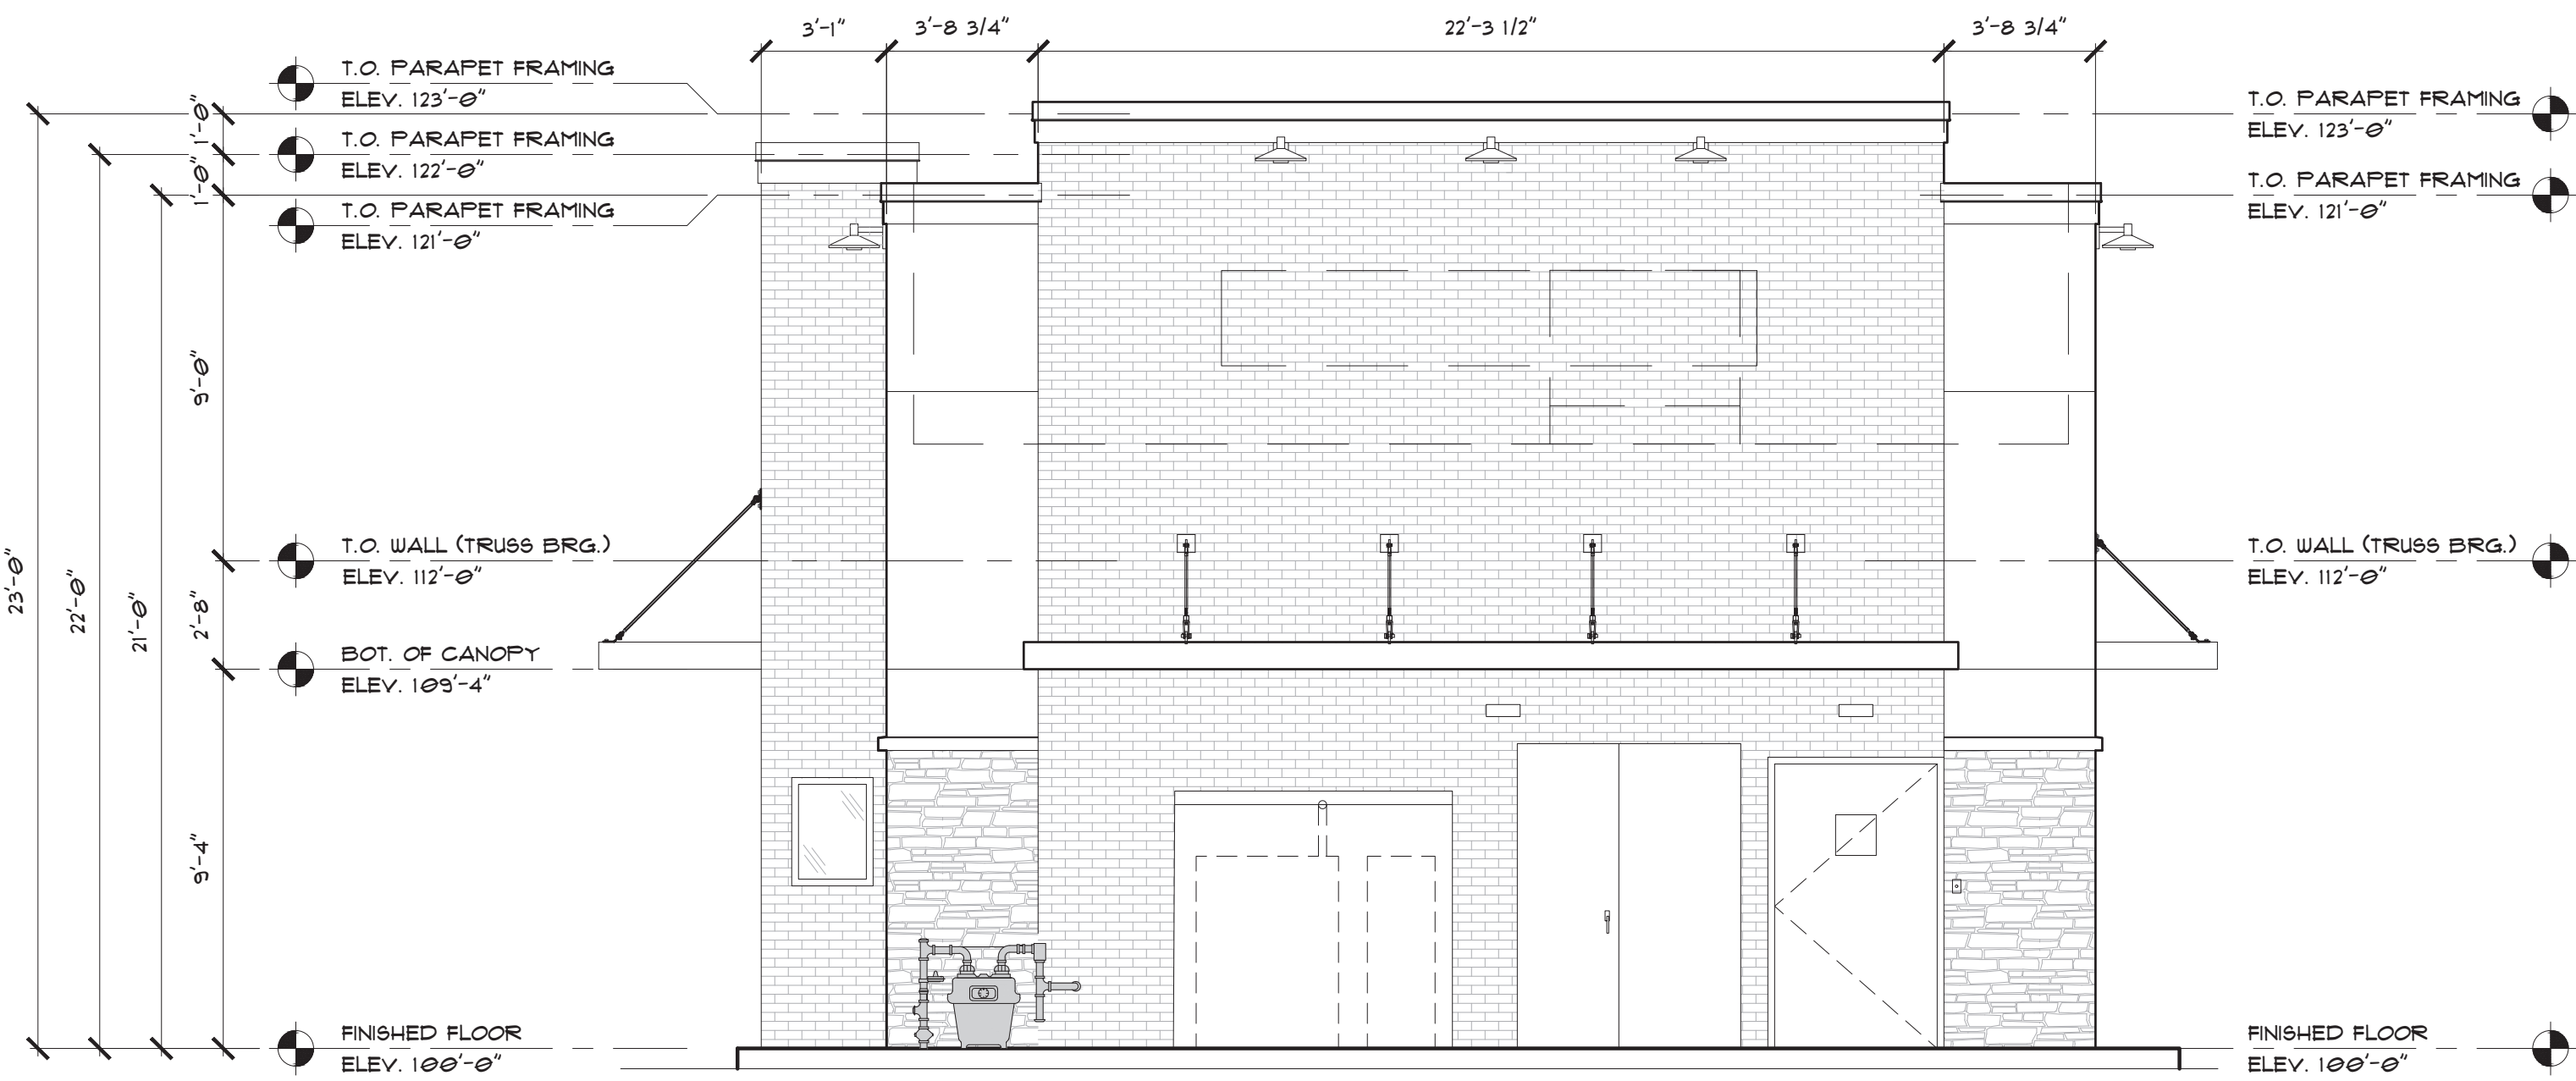 3'-1" 3'-8 3/4" 22'-3 1/2" 3'-8 3/4"
T.O. PARAPET FRAMING
ELEV. 123'-0"
T.O. PARAPET FRAMING
ELEV. 122'-0"
T.O. PARAPET FRAMING
ELEV. 121'-0"
T.O. WALL (TRUSS BRG.)
ELEV. 112'-0"
BOT. OF CANOPY
ELEV. 109'-4"
FINISHED FLOOR
ELEV. 100'-0"
23'-0"
22'-0"
21'-0"
1'-0"
1'-0"
9'-0"
2'-8"
9'-4"
T.O. PARAPET FRAMING
ELEV. 123'-0"
T.O. PARAPET FRAMING
ELEV. 121'-0"
T.O. WALL (TRUSS BRG.)
ELEV. 112'-0"
FINISHED FLOOR
ELEV. 100'-0"